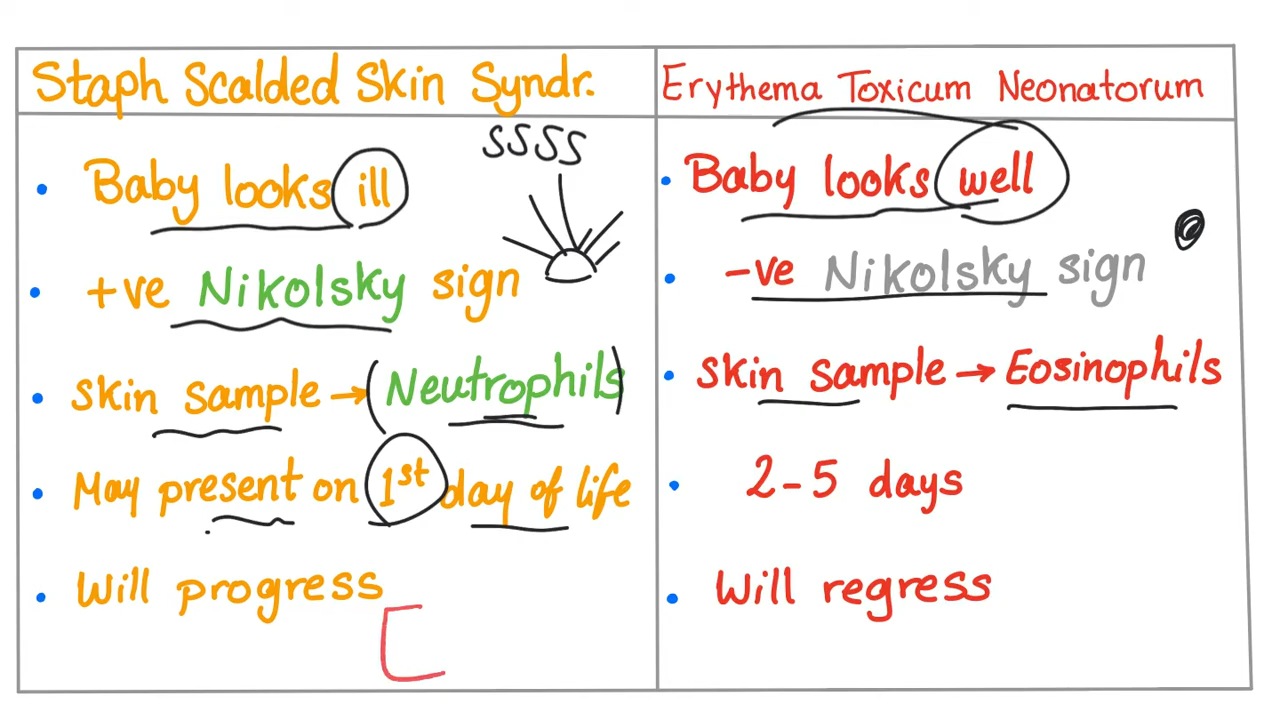 Staph Scalded Skin Syndr.
SSSS
• Baby looks ill
• +ve Nikolsky sign
• Skin sample → (Neutrophils)
• May present on 1st day of life
• Will progress
Erythema Toxicum Neonatorum
• Baby looks well
• -ve Nikolsky sign
• Skin sample → Eosinophils
• 2-5 days
• Will regress